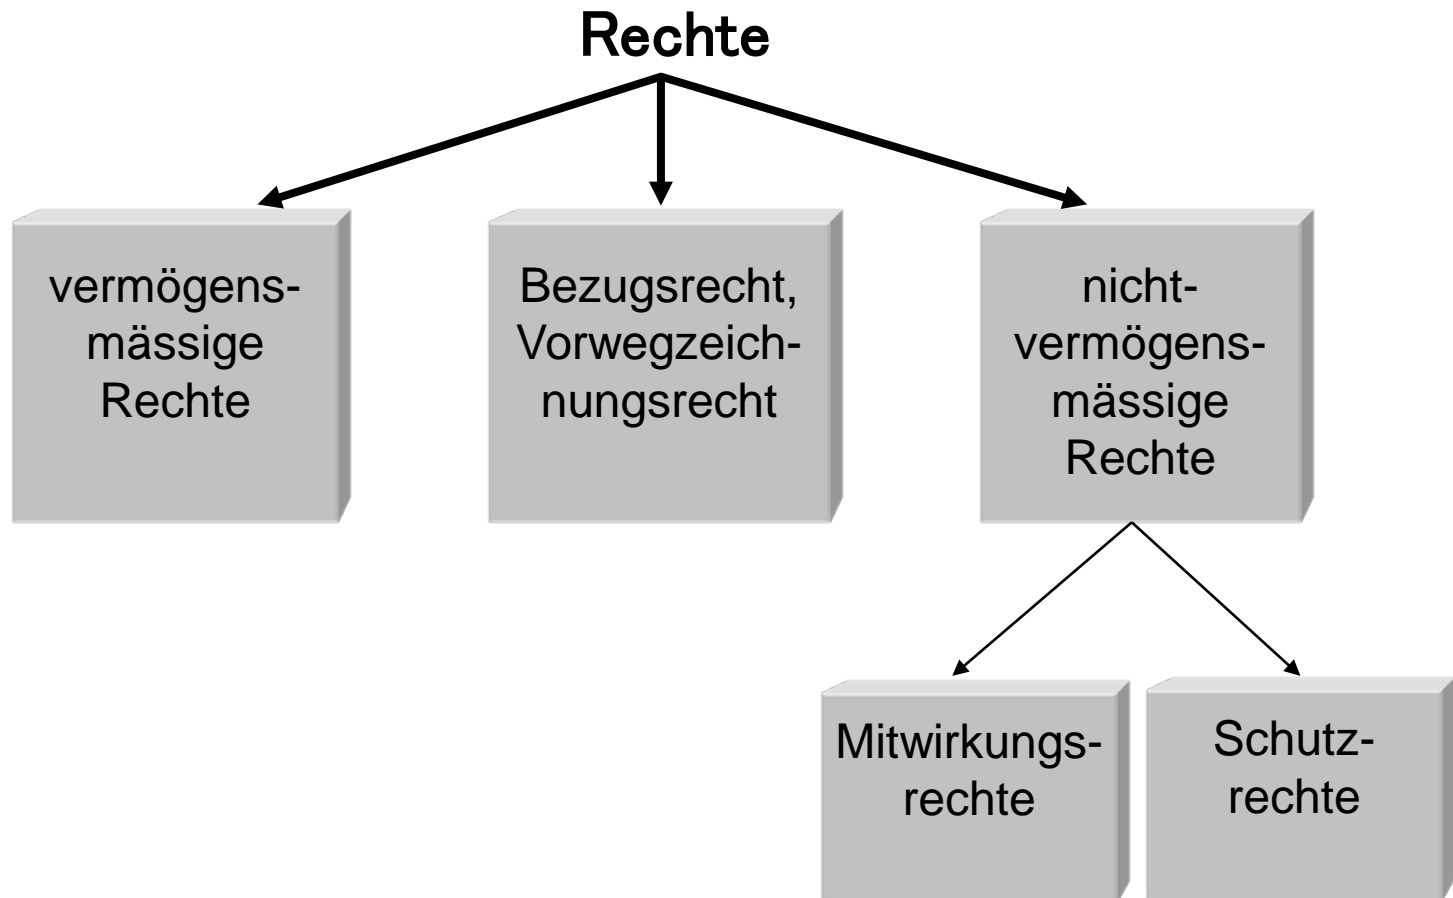 Rechte
vermögens-
mässige
Rechte
Bezugsrecht,
Vorwegzeich-
nungsrecht
nicht-
vermögens-
mässige
Rechte
Mitwirkungs-
rechte
Schutz-
rechte